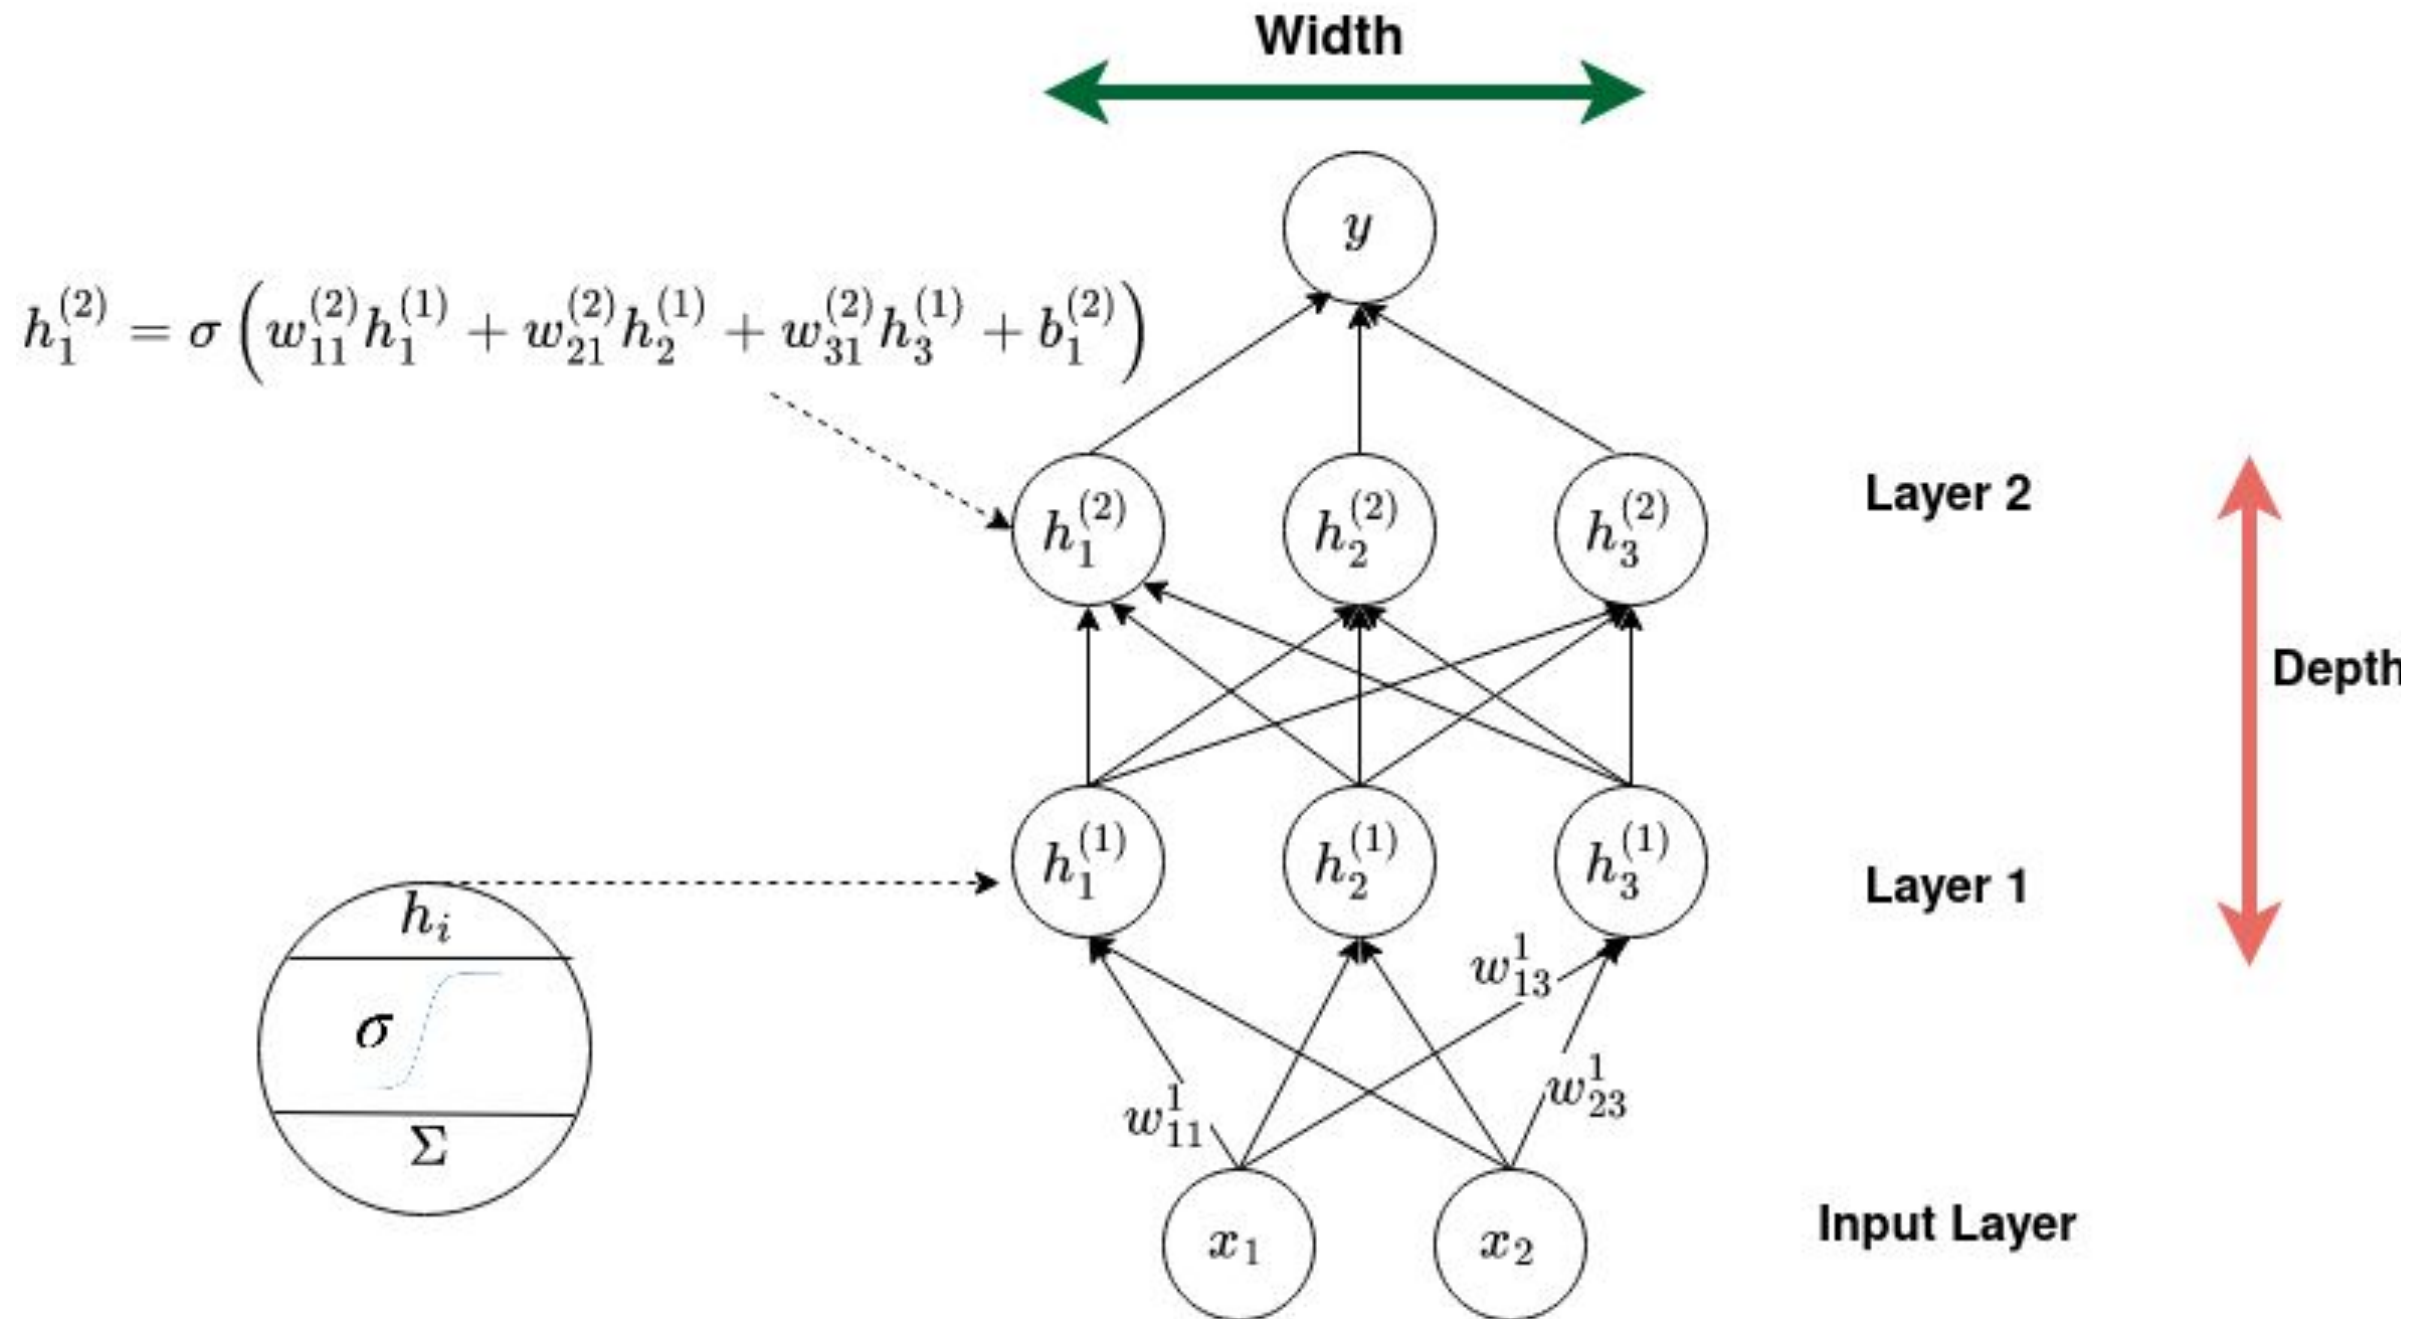 Width
y
h_1^{(2)} = σ ( w_{11}^{(2)} h_1^{(1)} + w_{21}^{(2)} h_2^{(1)} + w_{31}^{(2)} h_3^{(1)} + b_1^{(2)} )
h_1^{(2)} h_2^{(2)} h_3^{(2)} Layer 2
Depth
h_1^{(1)} h_2^{(1)} h_3^{(1)} Layer 1
h_i
w_{13}^1
σ
w_{23}^1
w_{11}^1
Σ
x_1 x_2 Input Layer